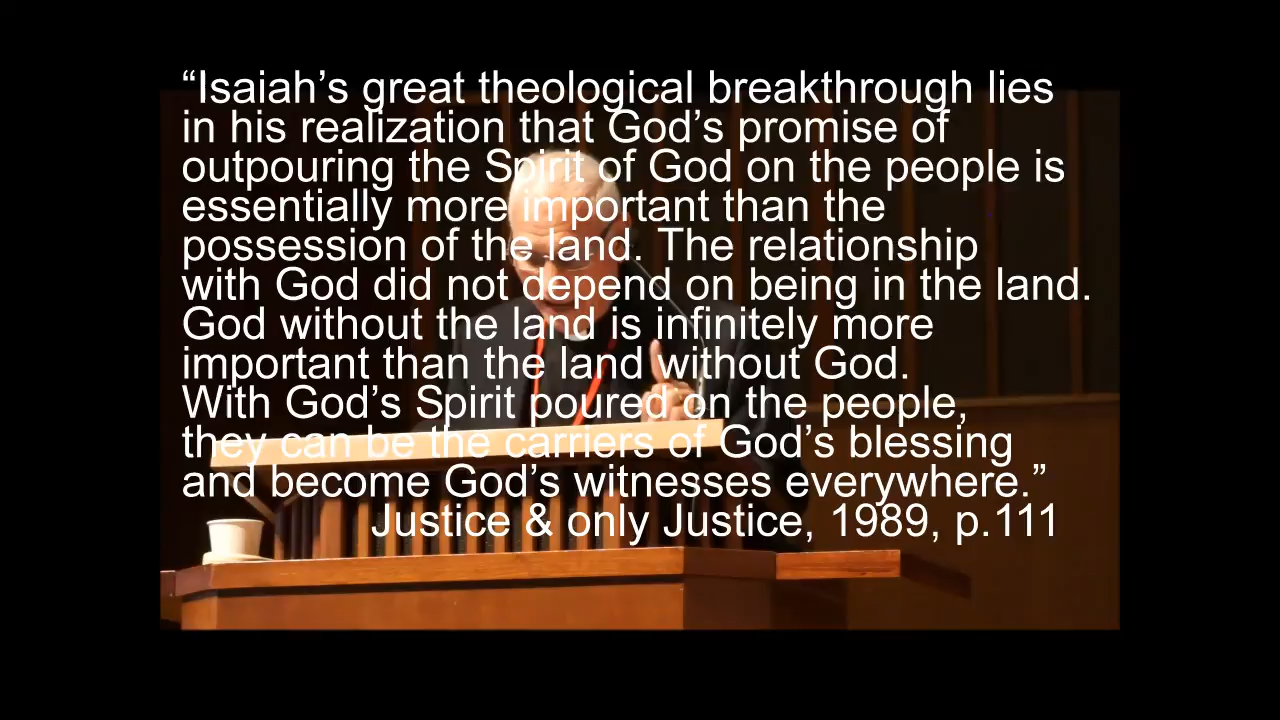 “Isaiah’s great theological breakthrough lies
in his realization that God’s promise of
outpouring the Spirit of God on the people is
essentially more important than the
possession of the land. The relationship
with God did not depend on being in the land.
God without the land is infinitely more
important than the land without God.
With God’s Spirit poured on the people,
they can be the carriers of God’s blessing
and become God’s witnesses everywhere.”
Justice & only Justice, 1989, p.111